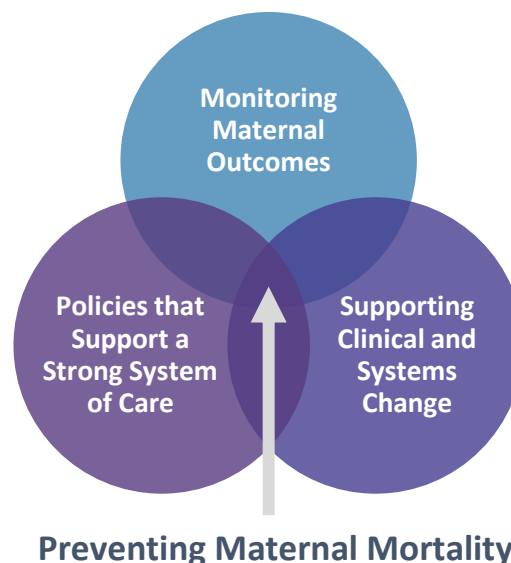 Monitoring
Maternal
Outcomes
Policies that
Support a
Strong System
of Care
Supporting
Clinical and
Systems
Change
Preventing Maternal Mortality